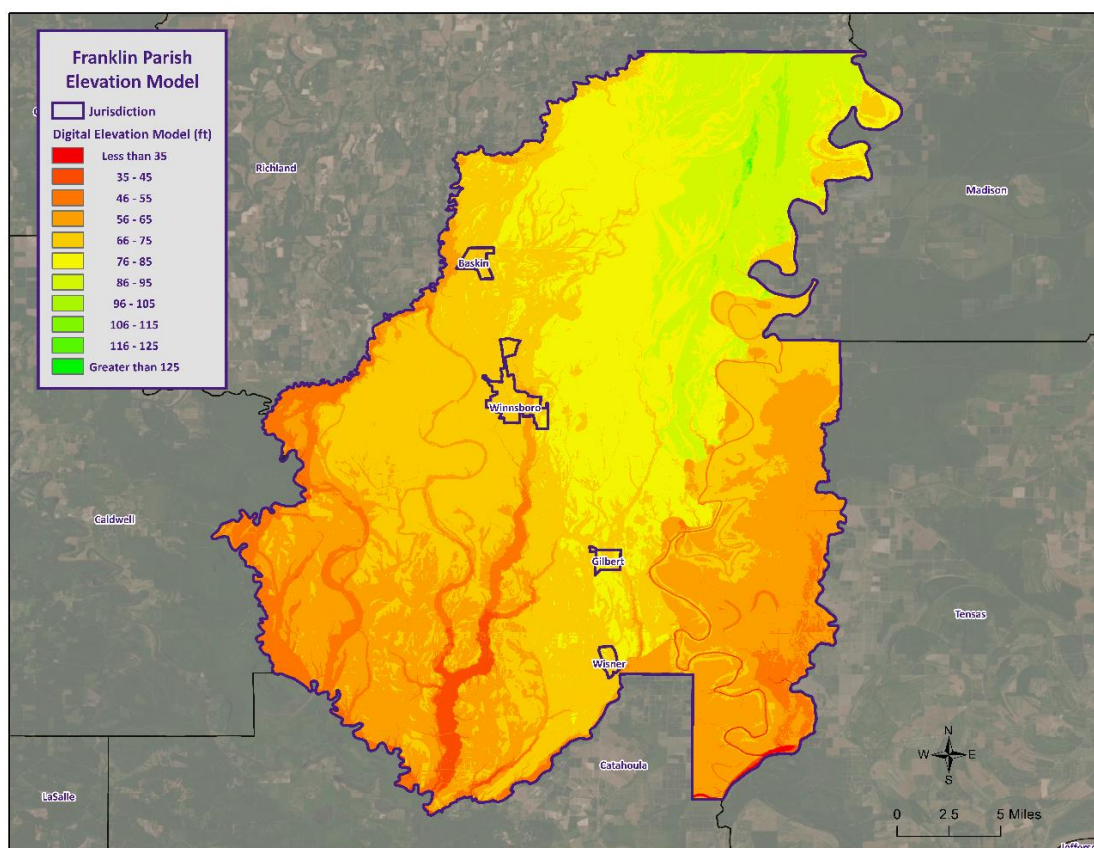 Franklin Parish
Elevation Model
Jurisdiction
Digital Elevation Model (ft)
Less than 35
35 - 45
46 - 55
56 - 65
66 - 75
76 - 85
86 - 95
96 - 105
106 - 115
116 - 125
Greater than 125
Richland
Madison
Baskin
Winnsboro
Caldwell
Gilbert
Tensas
Wisner
Catahoula
LaSalle
N
W E
S
0 2.5 5 Miles